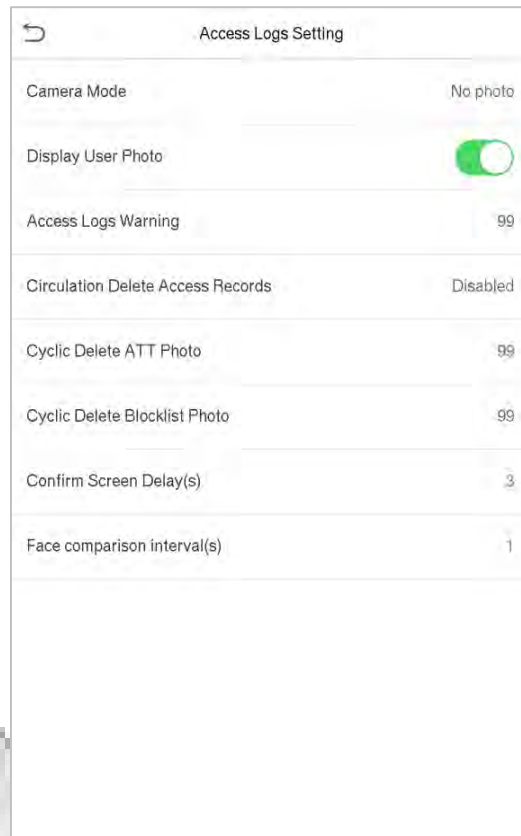 Access Logs Setting
Camera Mode No photo
Display User Photo
Access Logs Warning 99
Circulation Delete Access Records Disabled
Cyclic Delete ATT Photo 99
Cyclic Delete Blocklist Photo 99
Confirm Screen Delay(s) 3
Face comparison interval(s) 1